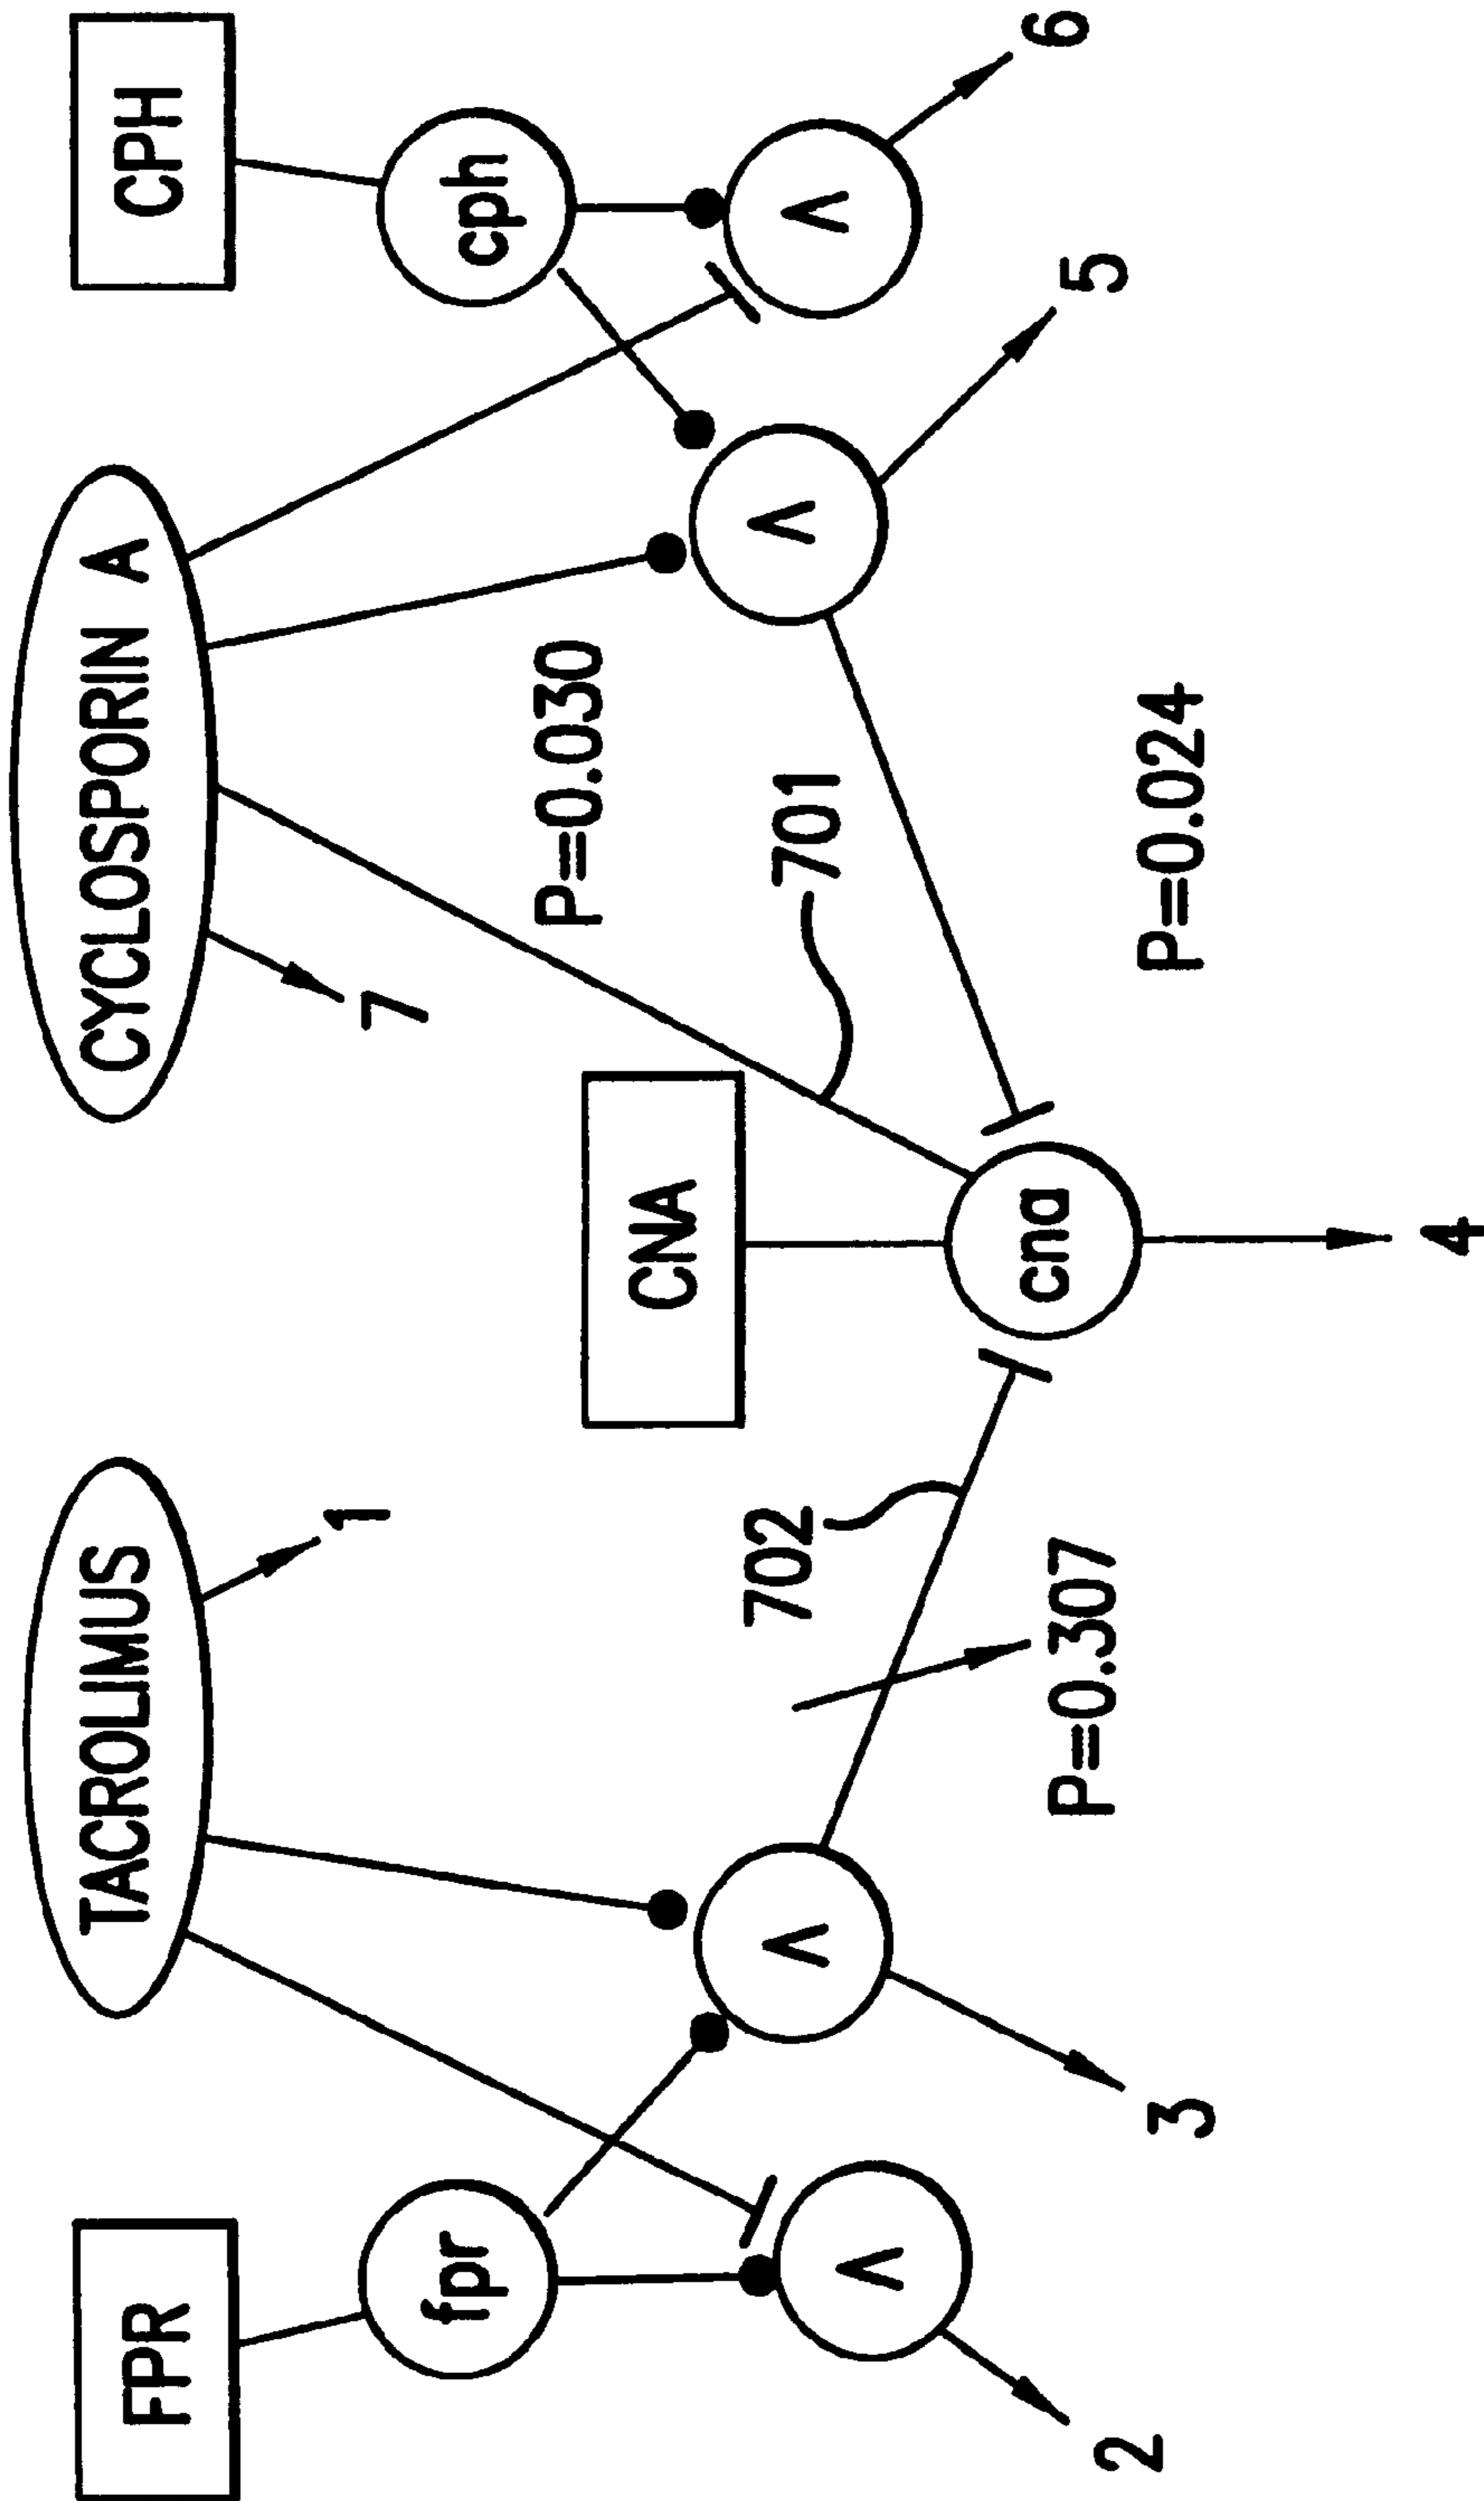 TACROLIMUS
CYCLOSPORIN A
FPR
CPH
1
7
fpr
cph
CNA
P=0.030
702
701
Λ
Λ
Λ
Λ
cna
P=0.307
P=0.024
2
3
4
5
6